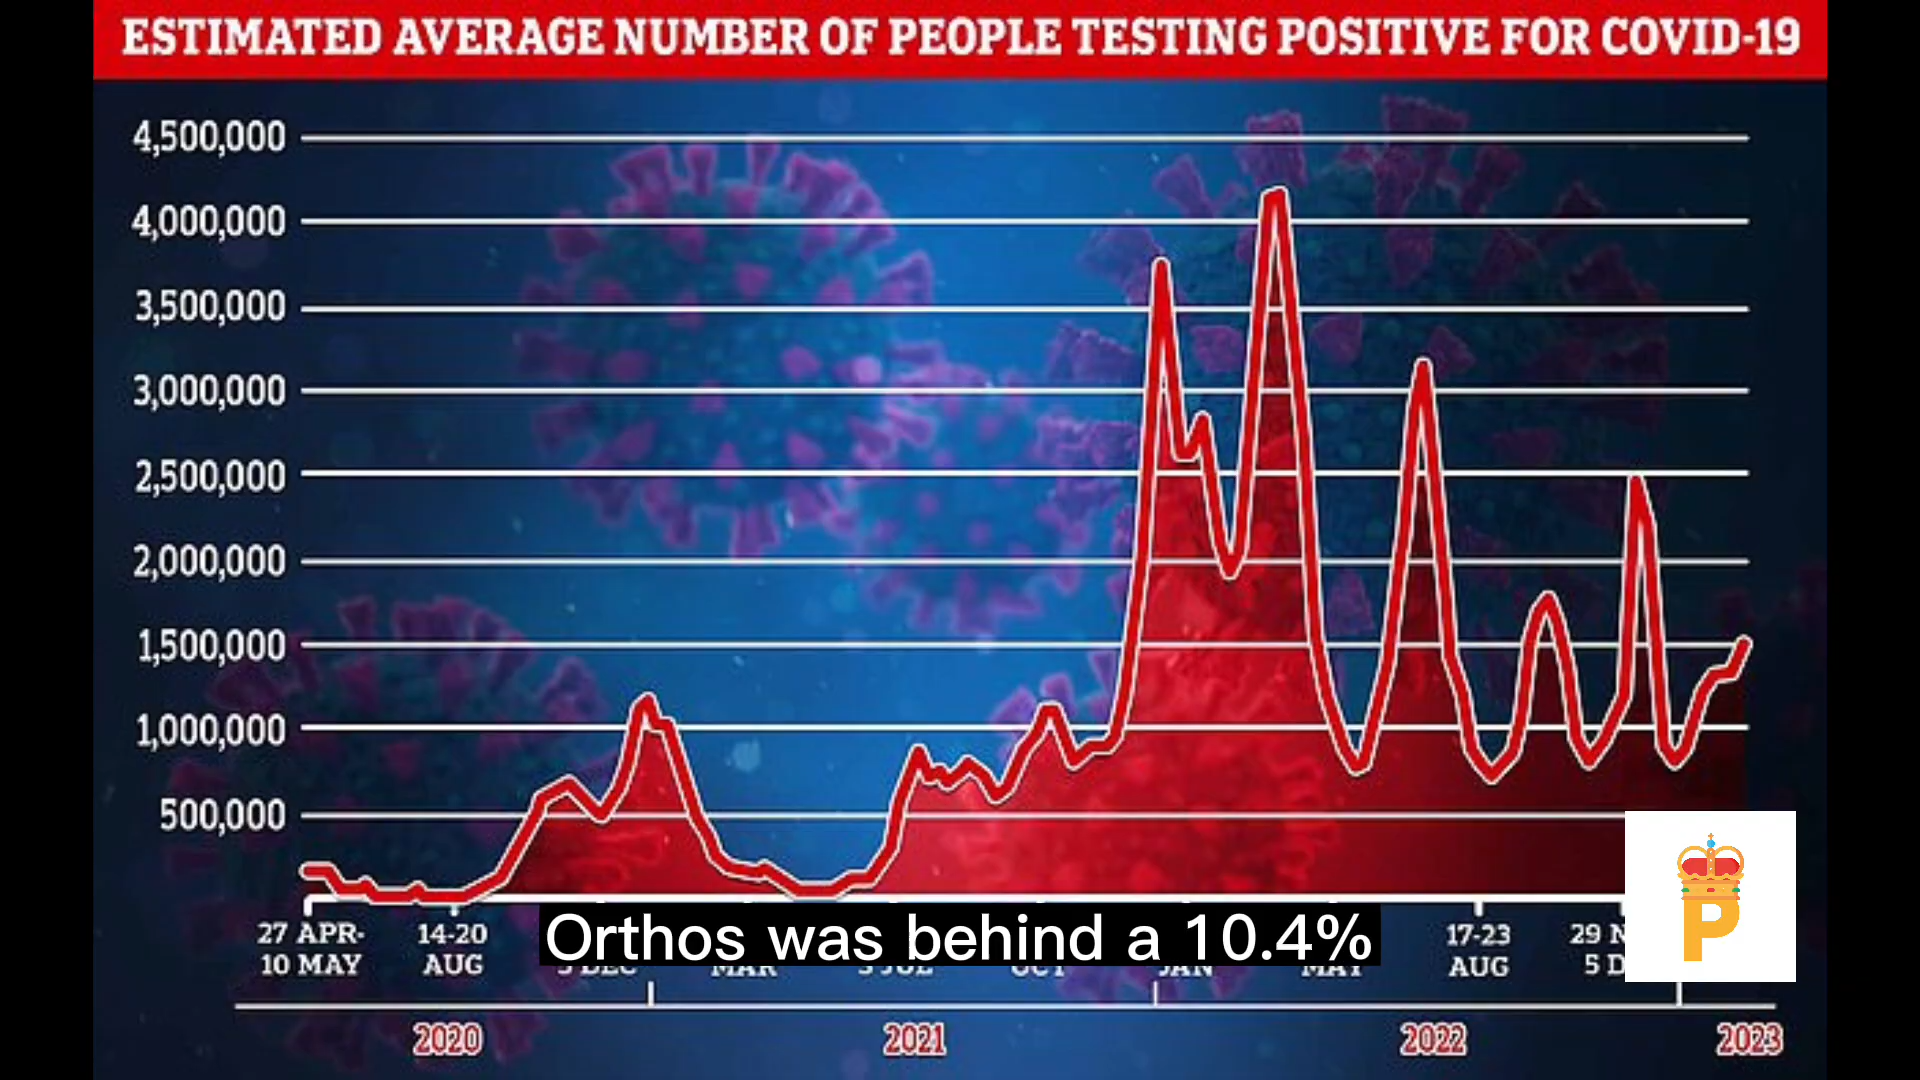 ESTIMATED AVERAGE NUMBER OF PEOPLE TESTING POSITIVE FOR COVID-19
4,500,000
4,000,000
3,500,000
3,000,000
2,500,000
2,000,000
1,500,000
1,000,000
500,000
27 APR-
10 MAY
14-20
AUG
17-23
AUG
29 N
5 D
Orthos was behind a 10.4%
P
2020
2021
2022
2023